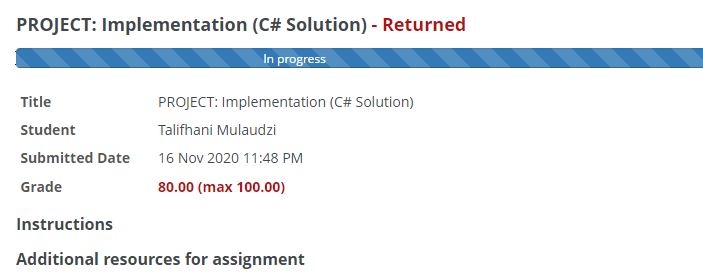 PROJECT: Implementation (C# Solution) - Returned
In progress
Title PROJECT: Implementation (C# Solution)
Student Talifhani Mulaudzi
Submitted Date 16 Nov 2020 11:48 PM
Grade 80.00 (max 100.00)
Instructions
Additional resources for assignment